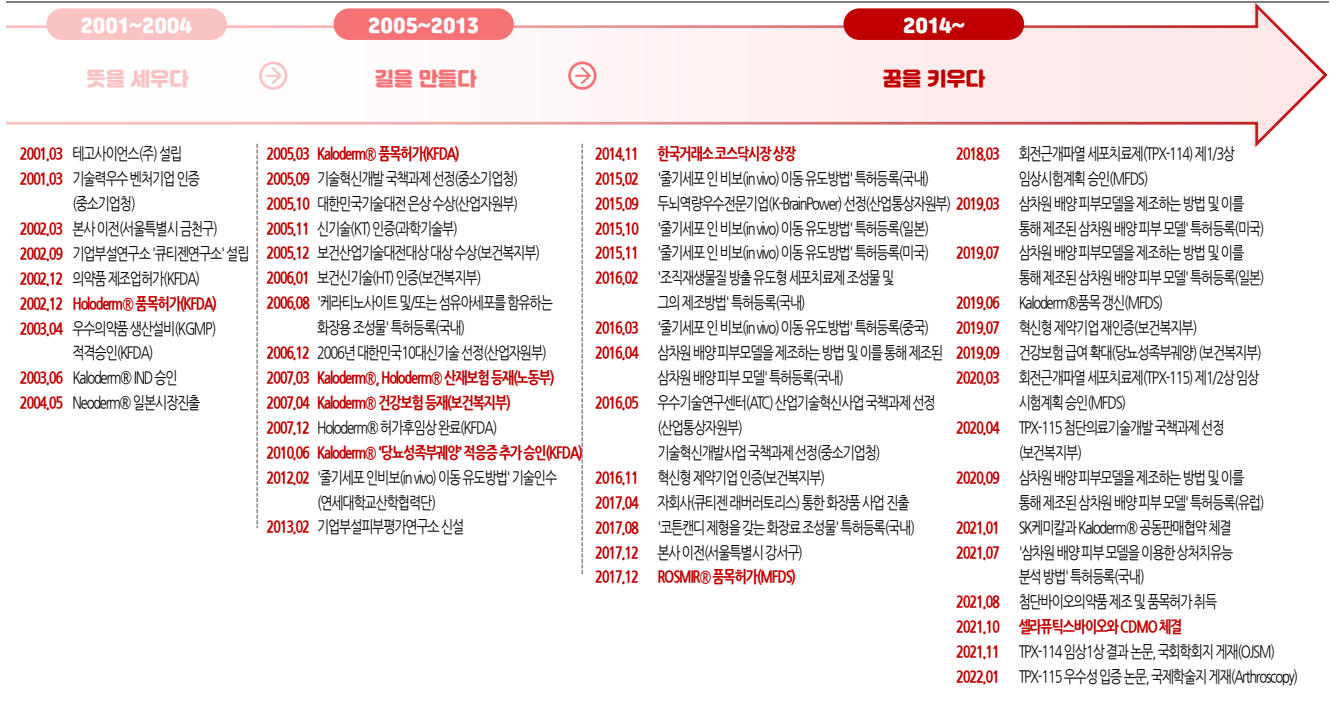 2001~2004
뜻을 세우다
2005~2013
길을 만들다
2014~
꿈을 키우다
2001.03 테고사이언스(주) 설립
2001.03 기술력우수 벤처기업 인증
(중소기업청)
2002.03 본사 이전(서울특별시 금천구)
2002.09 기업부설연구소 '큐티젠연구소' 설립
2002.12 의약품 제조업허가(KFDA)
2002.12 Holoderm® 품목허가(KFDA)
2003.04 우수의약품 생산설비(KGMP)
적격승인(KFDA)
2003.06 Kaloderm® IND 승인
2004.05 Neoderm® 일본시장진출
2005.03 Kaloderm® 품목허가(KFDA)
2005.09 기술혁신개발 국책과제 선정(중소기업청)
2005.10 대한민국기술대전 은상 수상(산업자원부)
2005.11 신기술(KT) 인증(과학기술부)
2005.12 보건산업기술대전대상 대상 수상(보건복지부)
2006.01 보건신기술(HT) 인증(보건복지부)
2006.08 '케라티노사이트 및/또는 섬유아세포를 함유하는
화장용 조성물' 특허등록(국내)
2006.12 2006년 대한민국10대신기술 선정(산업자원부)
2007.03 Kaloderm®, Holoderm® 산재보험 등재(노동부)
2007.04 Kaloderm® 건강보험 등재(보건복지부)
2007.12 Holoderm® 허가후임상 완료(KFDA)
2010.06 Kaloderm® '당뇨성족부궤양' 적응증 추가 승인(KFDA)
2012.02 '줄기세포 인비보(in vivo) 이동 유도방법' 기술인수
(연세대학교산학협력단)
2013.02 기업부설피부평가연구소 신설
2014.11 한국거래소 코스닥시장 상장
2015.02 '줄기세포 인 비보(in vivo) 이동 유도방법' 특허등록(국내)
2015.09 두뇌역량우수전문기업(K-BrainPower) 선정(산업통상자원부)
2015.10 '줄기세포 인 비보(in vivo) 이동 유도방법' 특허등록(일본)
2015.11 '줄기세포 인 비보(in vivo) 이동 유도방법' 특허등록(미국)
2016.02 '조직재생물질 방출 유도형 세포치료제 조성물 및
그의 제조방법' 특허등록(국내)
2016.03 '줄기세포 인 비보(in vivo) 이동 유도방법' 특허등록(중국)
2016.04 삼차원 배양 피부모델을 제조하는 방법 및 이를 통해 제조된
삼차원 배양 피부 모델' 특허등록(국내)
2016.05 우수기술연구센터(ATC) 산업기술혁신사업 국책과제 선정
(산업통상자원부)
기술혁신개발사업 국책과제 선정(중소기업청)
2016.11 혁신형 제약기업 인증(보건복지부)
2017.04 자회사(큐티젠 래버러토리스) 통한 화장품 사업 진출
2017.08 '코튼캔디 제형을 갖는 화장료 조성물' 특허등록(국내)
2017.12 본사 이전(서울특별시 강서구)
2017.12 ROSMIR® 품목허가(MFDS)
2018.03 회전근개파열 세포치료제(TPX-114) 제1/3상
임상시험계획 승인(MFDS)
2019.03 삼차원 배양 피부모델을 제조하는 방법 및 이를
통해 제조된 삼차원 배양 피부 모델' 특허등록(미국)
2019.07 삼차원 배양 피부모델을 제조하는 방법 및 이를
통해 제조된 삼차원 배양 피부 모델' 특허등록(일본)
2019.06 Kaloderm®품목 갱신(MFDS)
2019.07 혁신형 제약기업 재인증(보건복지부)
2019.09 건강보험 급여 확대(당뇨성족부궤양) (보건복지부)
2020.03 회전근개파열 세포치료제(TPX-115) 제1/2상 임상
시험계획 승인(MFDS)
2020.04 TPX-115 첨단의료기술개발 국책과제 선정
(보건복지부)
2020.09 삼차원 배양 피부모델을 제조하는 방법 및 이를
통해 제조된 삼차원 배양 피부 모델' 특허등록(유럽)
2021.01 SK케미칼과 Kaloderm® 공동판매협약 체결
2021.07 '삼차원 배양 피부 모델을 이용한 상처치유능
분석 방법' 특허등록(국내)
2021.08 첨단바이오의약품 제조 및 품목허가 취득
2021.10 셀라퓨틱스바이오와 CDMO 체결
2021.11 TPX-114 임상1상 결과 논문, 국회학회지 게재(OJSM)
2022.01 TPX-115 우수성 입증 논문, 국제학술지 게재(Arthroscopy)